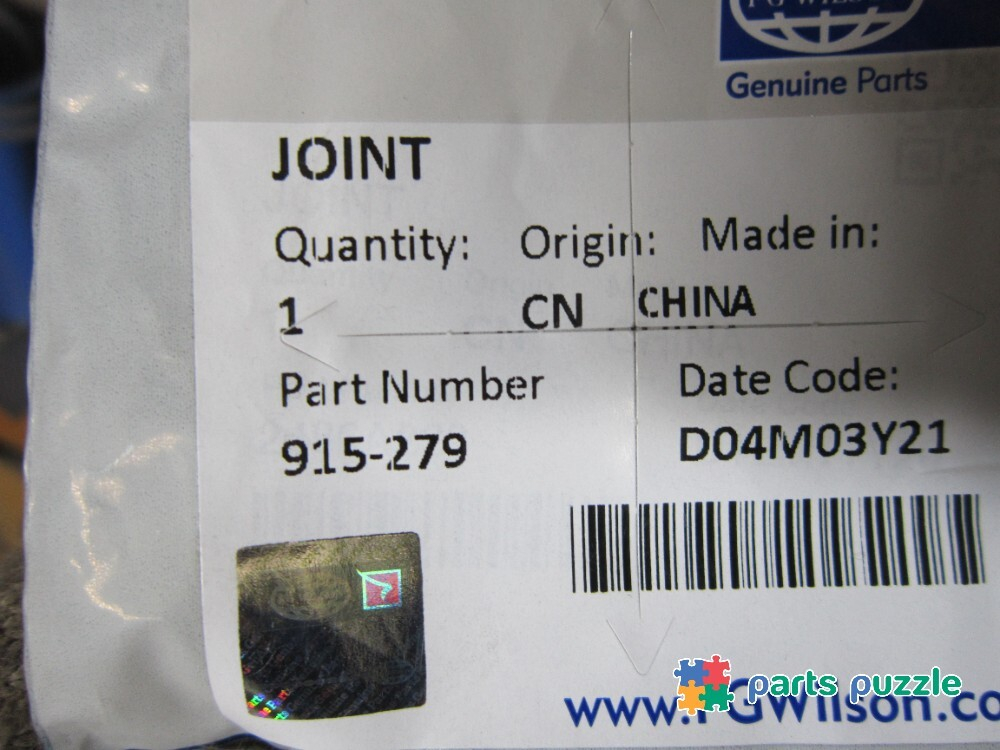 Genuine Parts
JOINT
Quantity: Origin: Made in:
1 CN CHINA
Part Number Date Code:
915-279 D04M03Y21
parts puzzle
www.FGWilson.co